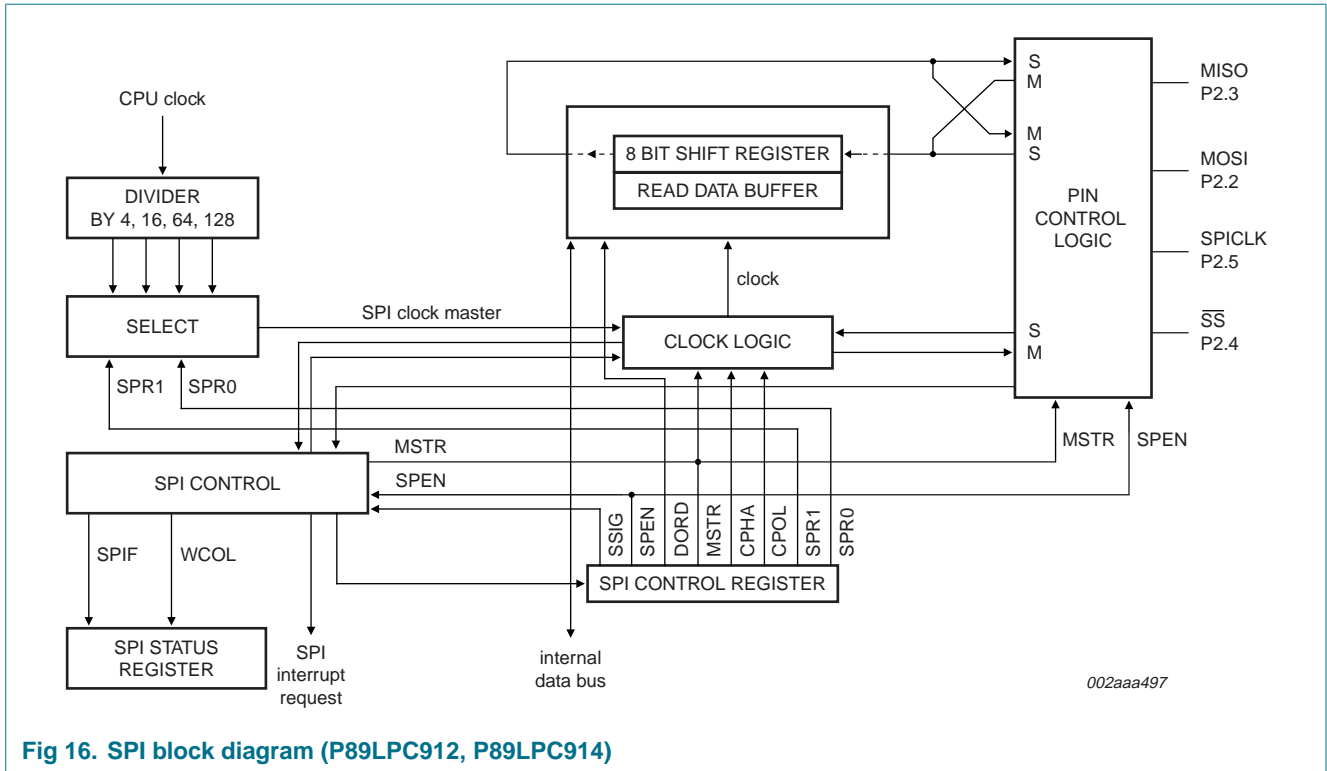 CPU clock
DIVIDER
BY 4, 16, 64, 128
SELECT
SPR1
SPR0
SPI clock master
8 BIT SHIFT REGISTER
READ DATA BUFFER
clock
CLOCK LOGIC
S
M
M
S
S
M
PIN
CONTROL
LOGIC
MISO
P2.3
MOSI
P2.2
SPICLK
P2.5
SS
P2.4
MSTR
SPEN
MSTR
SPEN
SPI CONTROL
SSIG
SPEN
DORD
MSTR
CPHA
CPOL
SPR1
SPR0
SPI CONTROL REGISTER
SPIF
WCOL
SPI STATUS
REGISTER
SPI
interrupt
request
internal
data bus
002aaa497
Fig 16. SPI block diagram (P89LPC912, P89LPC914)